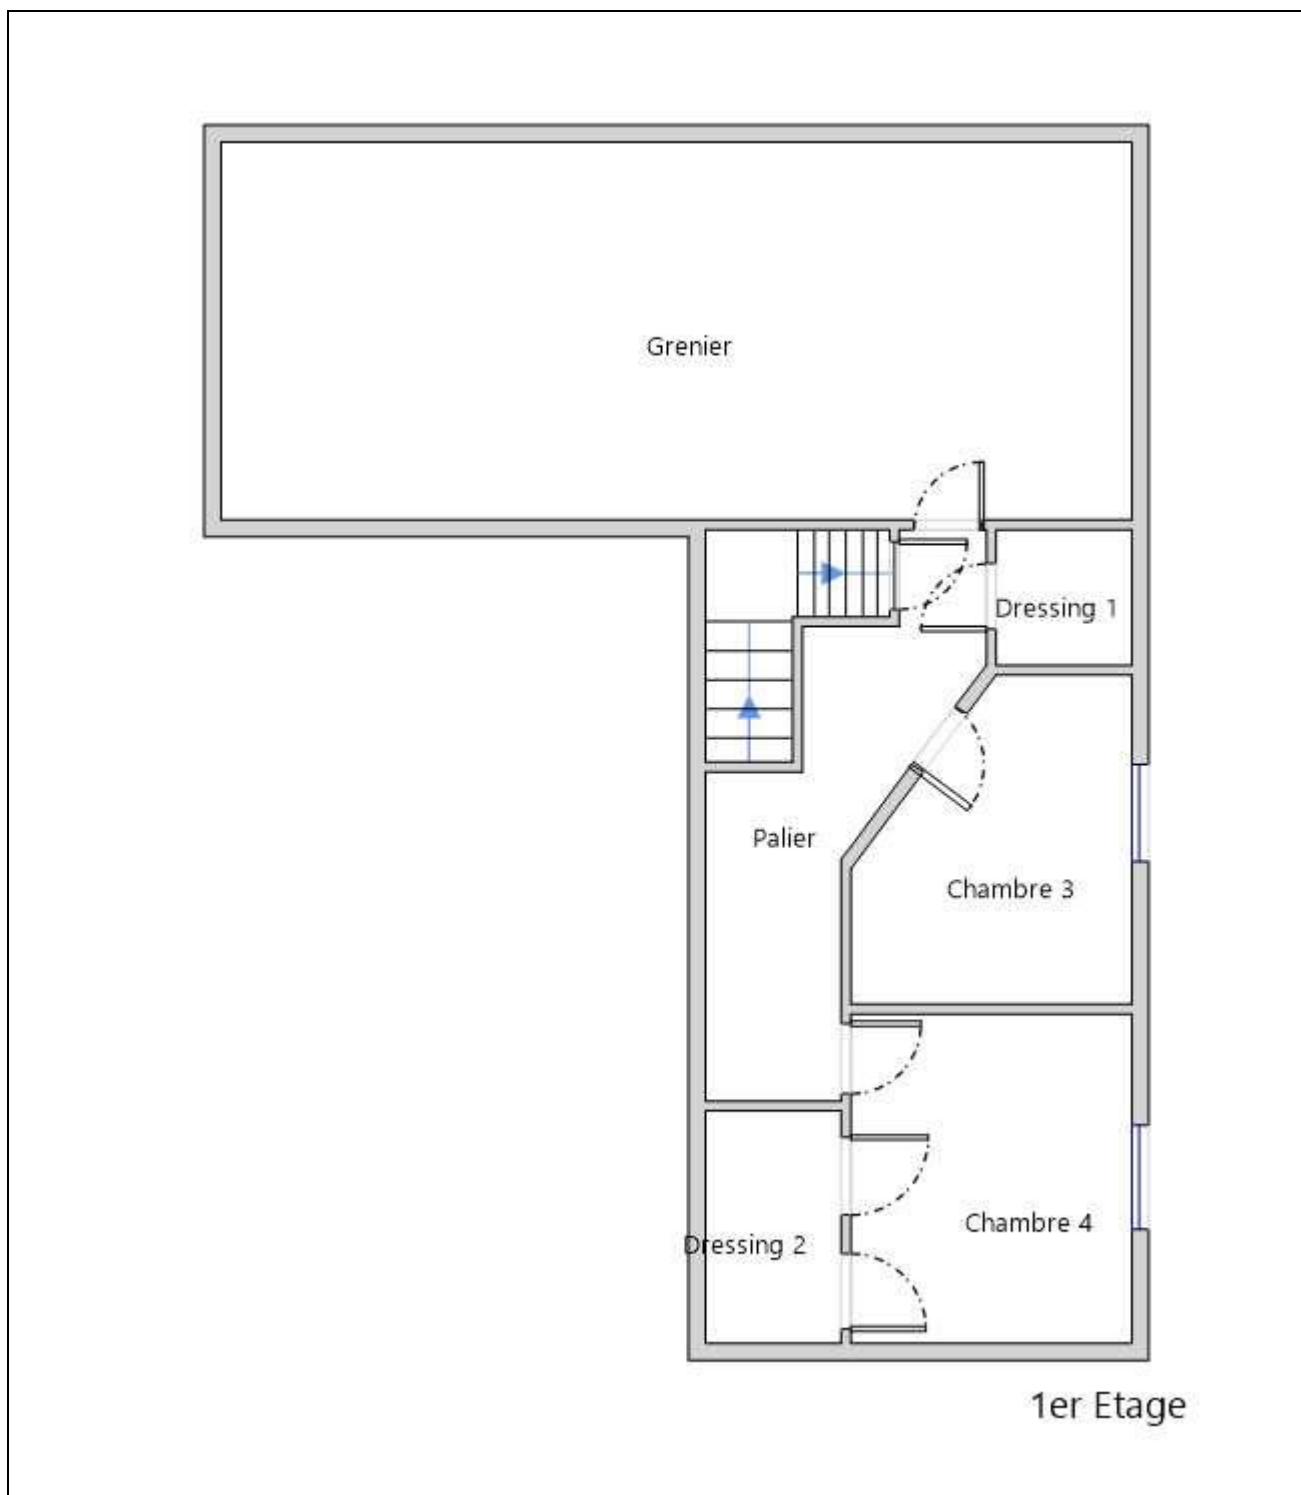 Grenier
Dressing 1
Palier
Chambre 3
Chambre 4
Dressing 2
1er Etage